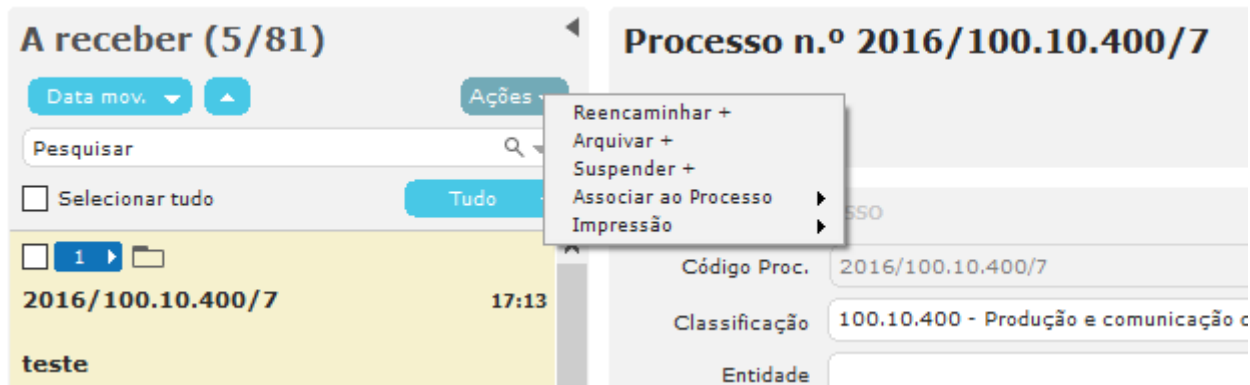 A receber (5/81)
Data mov.
Ações
Pesquisar
Selecionar tudo
Tudo
1
2016/100.10.400/7
17:13
teste
Reencaminhar +
Arquivar +
Suspender +
Associar ao Processo
Impressão
Processo n.º 2016/100.10.400/7
Código Proc.
2016/100.10.400/7
Classificação
100.10.400 - Produção e comunicação
Entidade